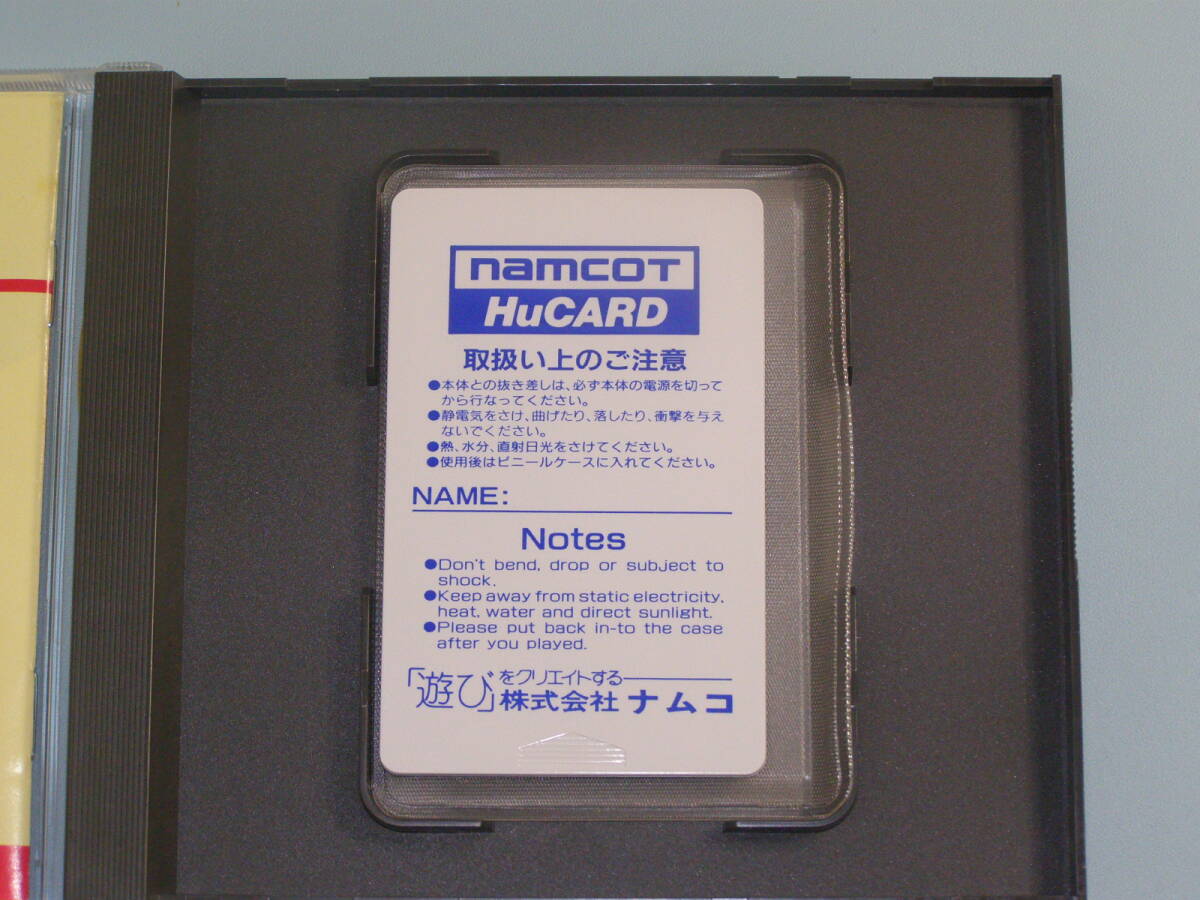 namcot
HuCARD
取扱い上のご注意
●本体との抜き差しは、必ず本体の電源を切って
から行なってください。
●静電気をさけ、曲げたり、落したり、衝撃を与え
ないでください。
●熱、水分、直射日光をさけてください。
●使用後はビニールケースに入れてください。
NAME:
Notes
●Don't bend, drop or subject to
shock.
●Keep away from static electricity,
heat, water and direct sunlight.
●Please put back in-to the case
after you played.
「遊び」をクリエイトする
株式会社ナムコ